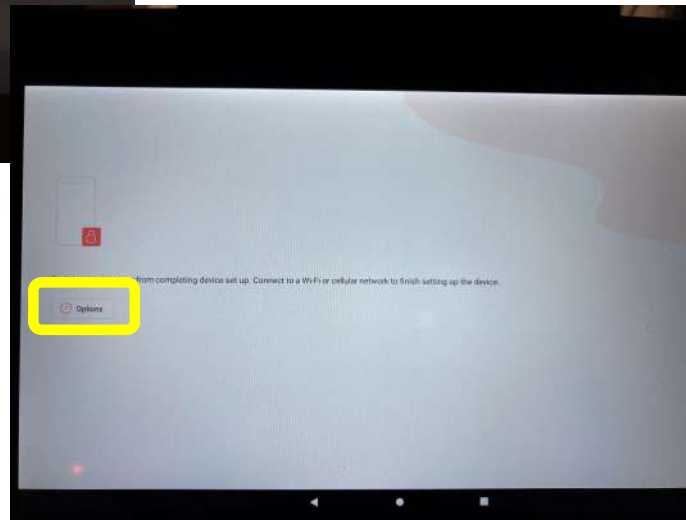 from completing device set up. Connect to a Wi-Fi or cellular network to finish setting up the device.
Options